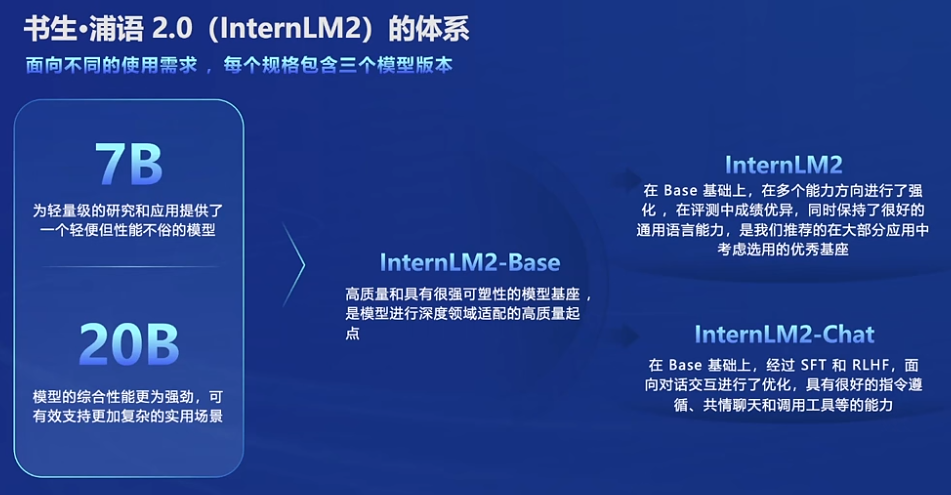 书生•浦语 2.0（InternLM2）的体系
面向不同的使用需求，每个规格包含三个模型版本
7B
为轻量级的研究和应用提供了
一个轻便但性能不俗的模型
20B
模型的综合性能更为强劲，可
有效支持更加复杂的实用场景
InternLM2-Base
高质量和具有很强可塑性的模型基座，
是模型进行深度领域适配的高质量起
点
InternLM2
在 Base 基础上，在多个能力方向进行了强
化，在评测中成绩优异，同时保持了很好的
通用语言能力，是我们推荐的在大部分应用中
考虑选用的优秀基座
InternLM2-Chat
在 Base 基础上，经过 SFT 和 RLHF，面
向对话交互进行了优化，具有很好的指令遵
循、共情聊天和调用工具等的能力